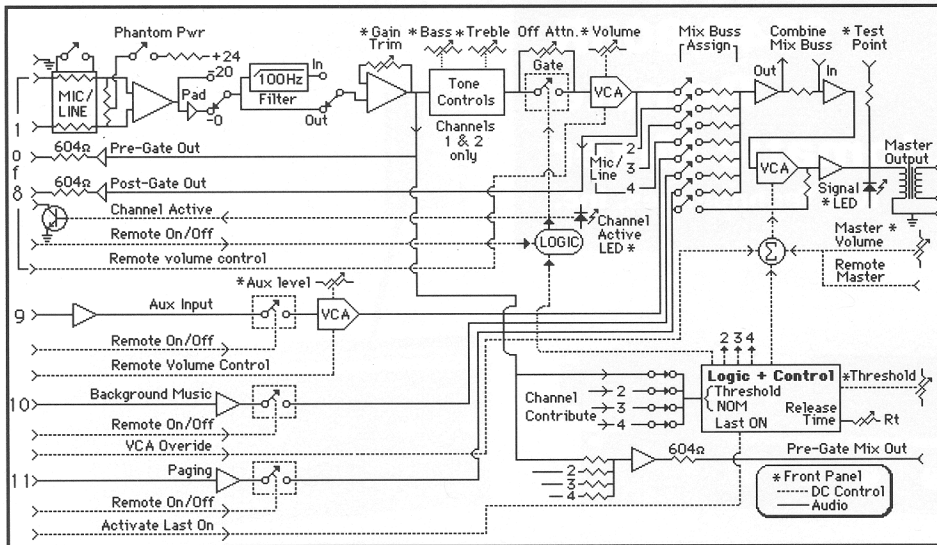 Phantom Pwr
+24
-20
Pad
-0
MIC/
LINE
/100Hz
Filter
In
Out
* Gain
Trim
* Bass
* Treble
Tone
Controls
Channels
1 & 2
only
Off Attn.
Gate
* Volume
VCA
Mix Buss
Assign
Combine
Mix Buss
Out
In
* Test
Point
1
o
f
8
604Ω
Pre-Gate Out
604Ω
Post-Gate Out
Channel Active
Remote On/Off
Remote volume control
Mic/
Line
2
3
4
LOGIC
Channel
Active
LED *
VCA
Signal
* LED
Master
Output
Σ
Master *
Volume
Remote
Master
9
Aux Input
* Aux level
VCA
Remote On/Off
Remote Volume Control
10
Background Music
Remote On/Off
VCA Override
11
Paging
Remote On/Off
Activate Last On
2 3 4
Logic + Control
Threshold
NOM
Last ON
Release
Time
*Threshold
Rt
Channel
Contribute
2
3
4
2
3
4
604Ω
Pre-Gate Mix Out
* Front Panel
DC Control
Audio